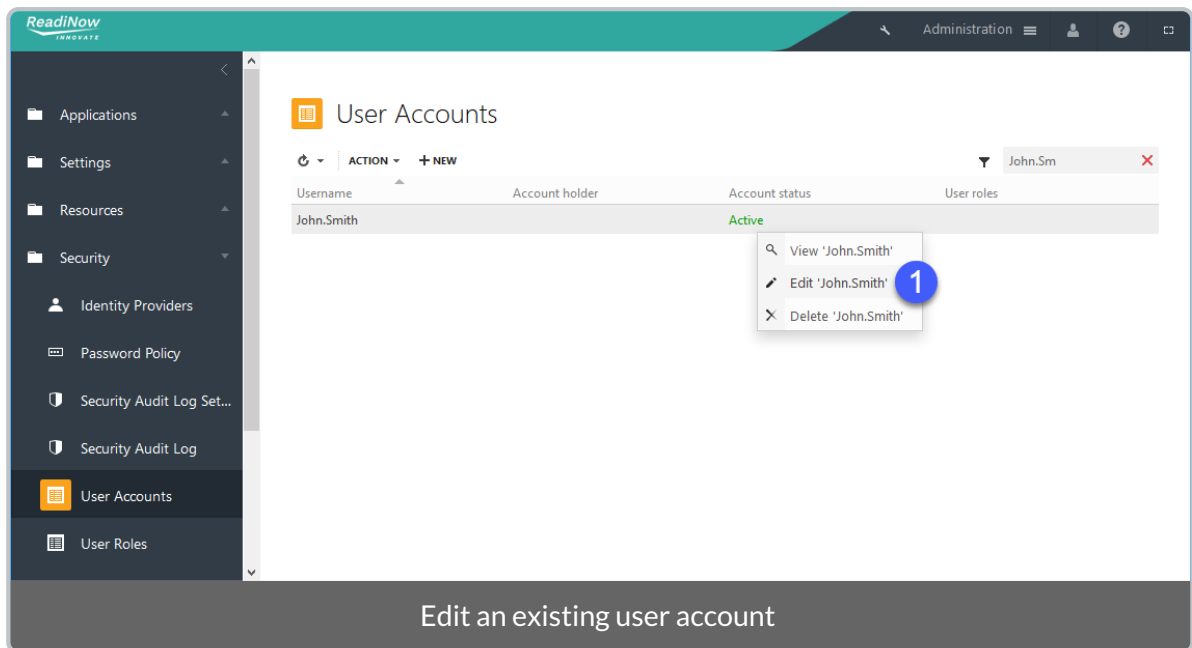 ReadiNow
INNOVATE
Administration
Applications
Settings
Resources
Security
Identity Providers
Password Policy
Security Audit Log Set...
Security Audit Log
User Accounts
User Roles
User Accounts
ACTION + NEW John.Sm
Username Account holder Account status User roles
John.Smith Active
View 'John.Smith'
Edit 'John.Smith' 1
Delete 'John.Smith'
Edit an existing user account